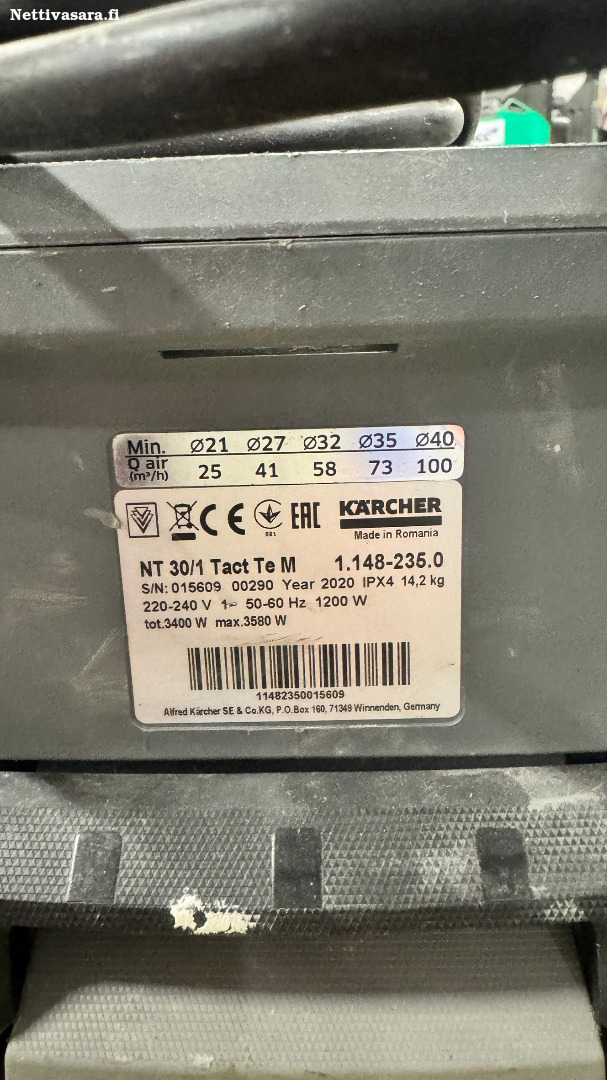 Nettivasara.fi
Min. Ø21 Ø27 Ø32 Ø35 Ø40
Q air (m³/h) 25 41 58 73 100
CE EAC KÄRCHER
Made in Romania
NT 30/1 Tact Te M 1.148-235.0
S/N: 015609 00290 Year 2020 IPX4 14,2 kg
220-240 V 1~ 50-60 Hz 1200 W
tot.3400 W max.3580 W
11482350015609
Alfred Kärcher SE & Co.KG, P.O.Box 160, 71349 Winnenden, Germany